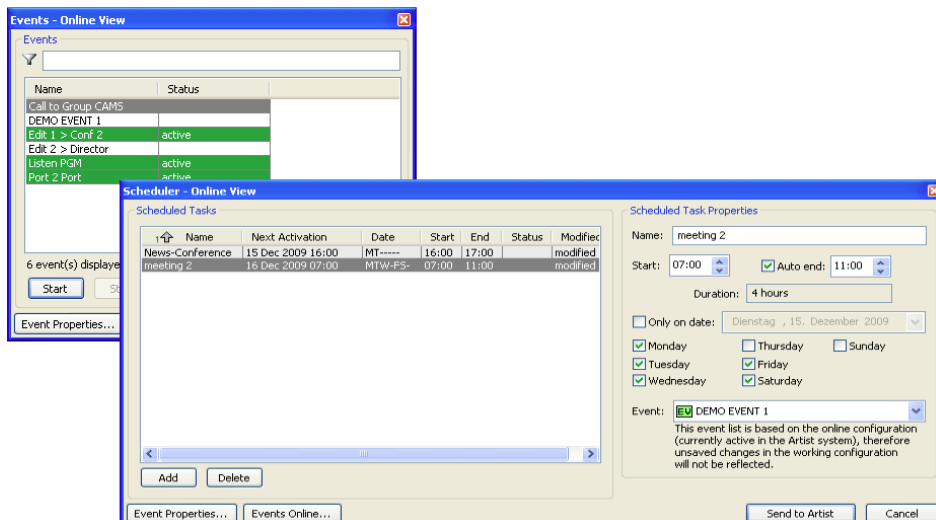 Events - Online View
Events
Name Status
Call to Group CAMS
DEMO EVENT 1
Edit 1 > Conf 2 active
Edit 2 > Director
Listen PGM active
Port 2 Port active
6 event(s) displaye
Start
Event Properties...
Scheduler - Online View
Scheduled Tasks
1 Name Next Activation Date Start End Status Modified
News-Conference 15 Dec 2009 16:00 MT----- 16:00 17:00 modified
meeting 2 16 Dec 2009 07:00 MTW-FS- 07:00 11:00 modified
Add Delete
Event Properties... Events Online...
Scheduled Task Properties
Name: meeting 2
Start: 07:00 Auto end: 11:00
Duration: 4 hours
Only on date: Dienstag , 15. Dezember 2009
Monday Thursday Sunday
Tuesday Friday
Wednesday Saturday
Event: EV DEMO EVENT 1
This event list is based on the online configuration
(currently active in the Artist system), therefore
unsaved changes in the working configuration
will not be reflected.
Send to Artist Cancel